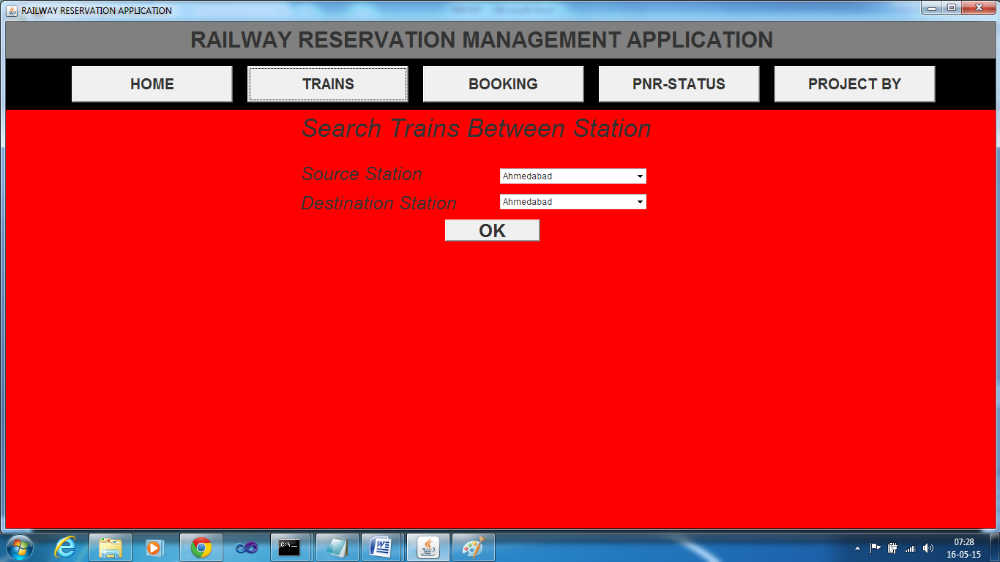 RAILWAY RESERVATION APPLICATION
RAILWAY RESERVATION MANAGEMENT APPLICATION
HOME TRAINS BOOKING PNR-STATUS PROJECT BY
Search Trains Between Station
Source Station Ahmedabad
Destination Station Ahmedabad
OK
07:28
16-05-15